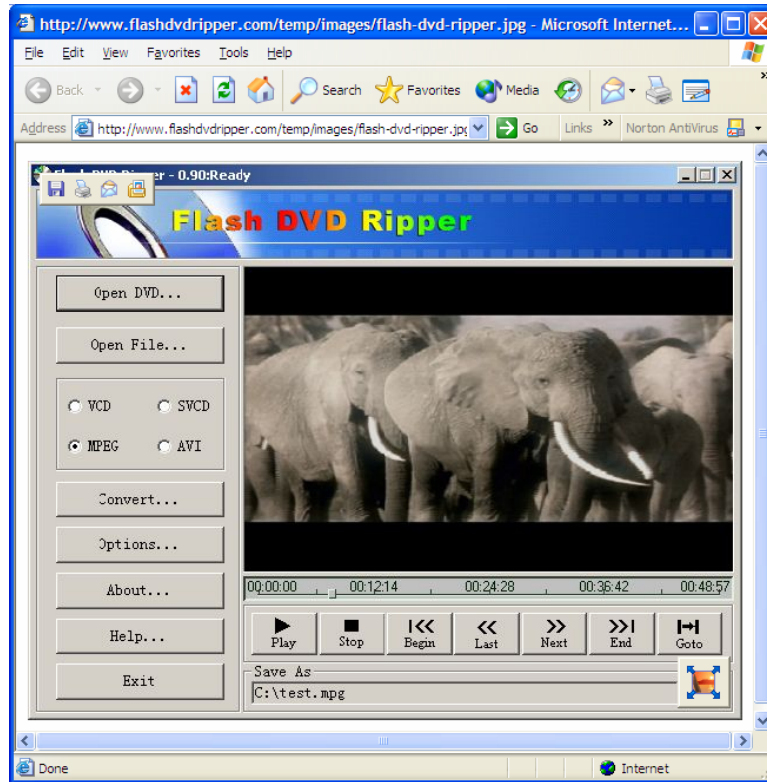 http://www.flashdvdripper.com/temp/images/flash-dvd-ripper.jpg - Microsoft Internet...
File Edit View Favorites Tools Help
Back Search Favorites Media
Address http://www.flashdvdripper.com/temp/images/flash-dvd-ripper.jpg Go Links Norton AntiVirus
- 0.90:Ready
Flash DVD Ripper
Open DVD...
Open File...
VCD SVCD
MPEG AVI
Convert...
Options...
About...
Help...
Exit
00:00:00 00:12:14 00:24:28 00:36:42 00:48:57
Play Stop Begin Last Next End Goto
Save As
C:\test.mpg
Done Internet